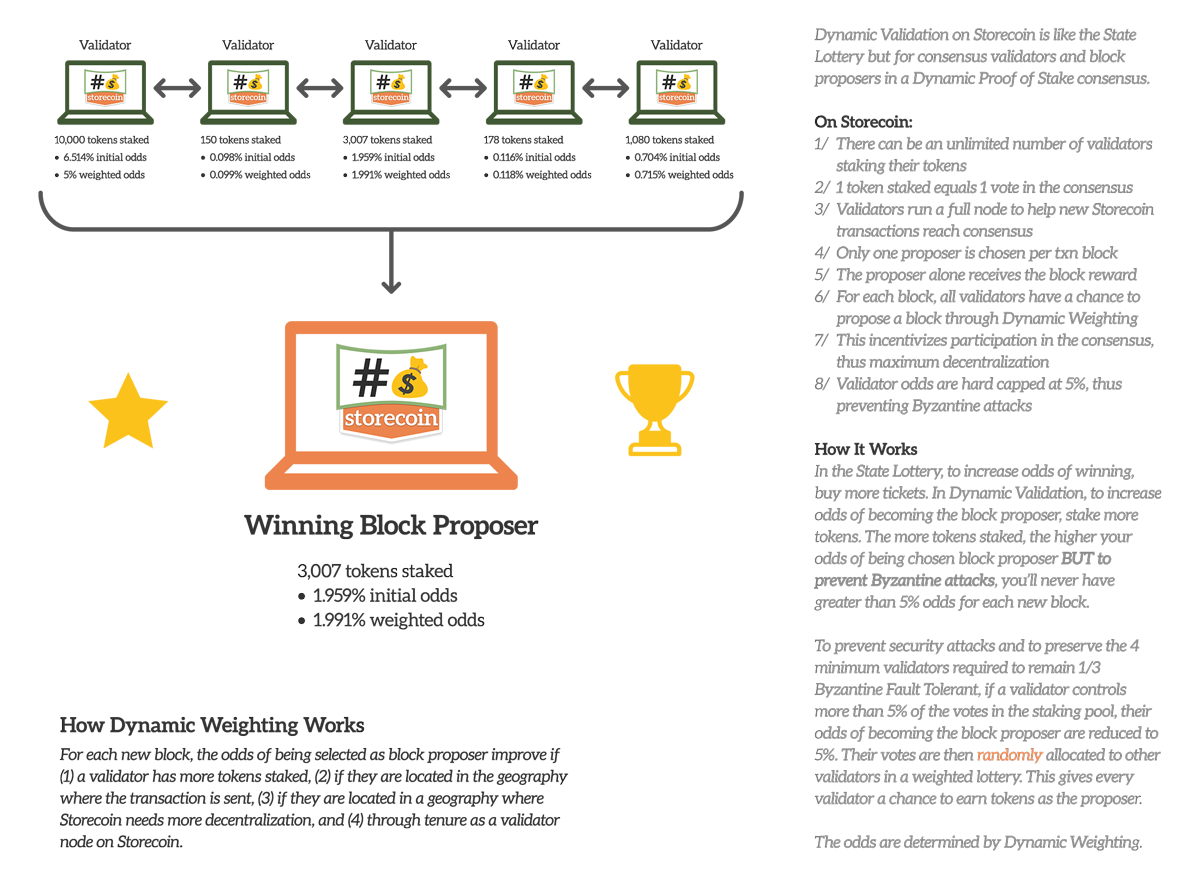 Validator
Validator
Validator
Validator
Validator
#$
storecoin
#$
storecoin
#$
storecoin
#$
storecoin
#$
storecoin
10,000 tokens staked
• 6.514% initial odds
• 5% weighted odds
150 tokens staked
• 0.098% initial odds
• 0.099% weighted odds
3,007 tokens staked
• 1.959% initial odds
• 1.991% weighted odds
178 tokens staked
• 0.116% initial odds
• 0.118% weighted odds
1,080 tokens staked
• 0.704% initial odds
• 0.715% weighted odds
#$
storecoin
Winning Block Proposer
3,007 tokens staked
• 1.959% initial odds
• 1.991% weighted odds
How Dynamic Weighting Works
For each new block, the odds of being selected as block proposer improve if
(1) a validator has more tokens staked, (2) if they are located in the geography
where the transaction is sent, (3) if they are located in a geography where
Storecoin needs more decentralization, and (4) through tenure as a validator
node on Storecoin.
Dynamic Validation on Storecoin is like the State
Lottery but for consensus validators and block
proposers in a Dynamic Proof of Stake consensus.
On Storecoin:
1/ There can be an unlimited number of validators
staking their tokens
2/ 1 token staked equals 1 vote in the consensus
3/ Validators run a full node to help new Storecoin
transactions reach consensus
4/ Only one proposer is chosen per txn block
5/ The proposer alone receives the block reward
6/ For each block, all validators have a chance to
propose a block through Dynamic Weighting
7/ This incentivizes participation in the consensus,
thus maximum decentralization
8/ Validator odds are hard capped at 5%, thus
preventing Byzantine attacks
How It Works
In the State Lottery, to increase odds of winning,
buy more tickets. In Dynamic Validation, to increase
odds of becoming the block proposer, stake more
tokens. The more tokens staked, the higher your
odds of being chosen block proposer BUT to
prevent Byzantine attacks, you'll never have
greater than 5% odds for each new block.
To prevent security attacks and to preserve the 4
minimum validators required to remain 1/3
Byzantine Fault Tolerant, if a validator controls
more than 5% of the votes in the staking pool, their
odds of becoming the block proposer are reduced to
5%. Their votes are then randomly allocated to other
validators in a weighted lottery. This gives every
validator a chance to earn tokens as the proposer.
The odds are determined by Dynamic Weighting.